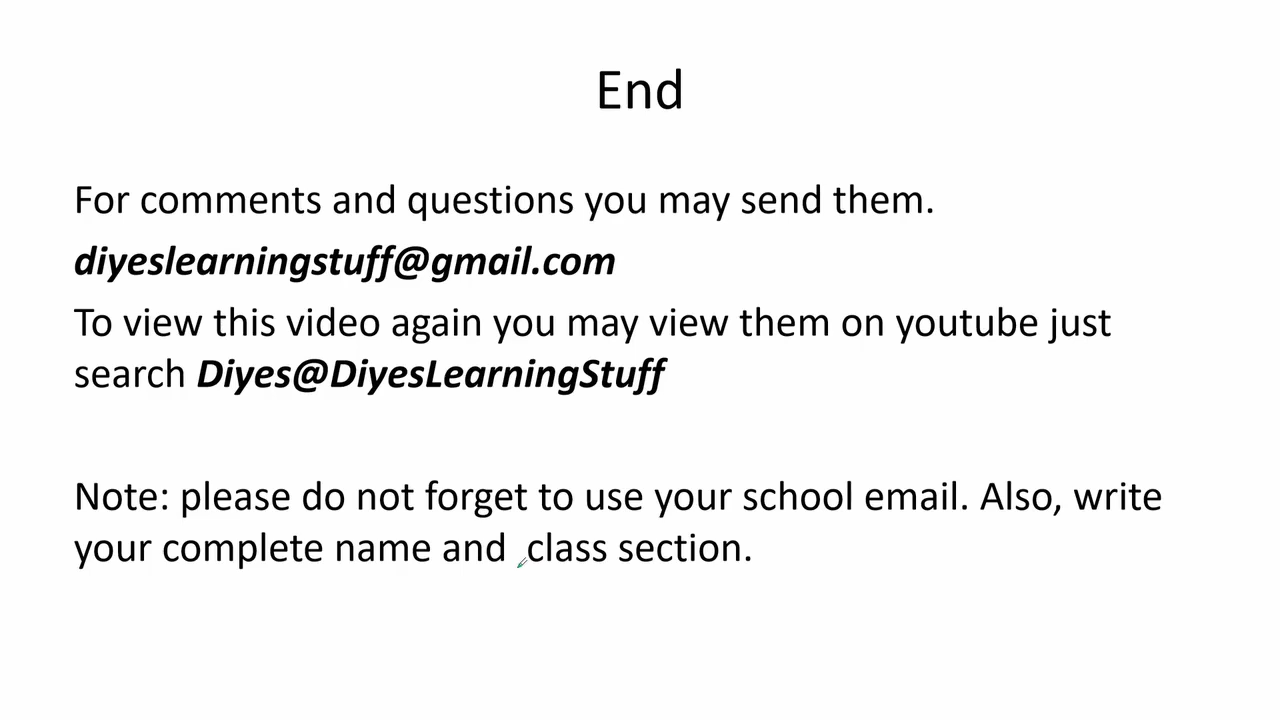 End
For comments and questions you may send them.
diyeslearningstuff@gmail.com
To view this video again you may view them on youtube just
search Diyes@DiyesLearningStuff
Note: please do not forget to use your school email. Also, write
your complete name and class section.